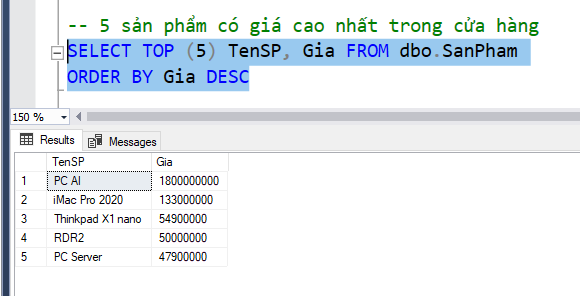 -- 5 sản phẩm có giá cao nhất trong cửa hàng
SELECT TOP (5) TenSP, Gia FROM dbo.SanPham
ORDER BY Gia DESC
150 %
Results Messages
TenSP Gia
1 PC AI 1800000000
2 iMac Pro 2020 133000000
3 Thinkpad X1 nano 54900000
4 RDR2 50000000
5 PC Server 47900000